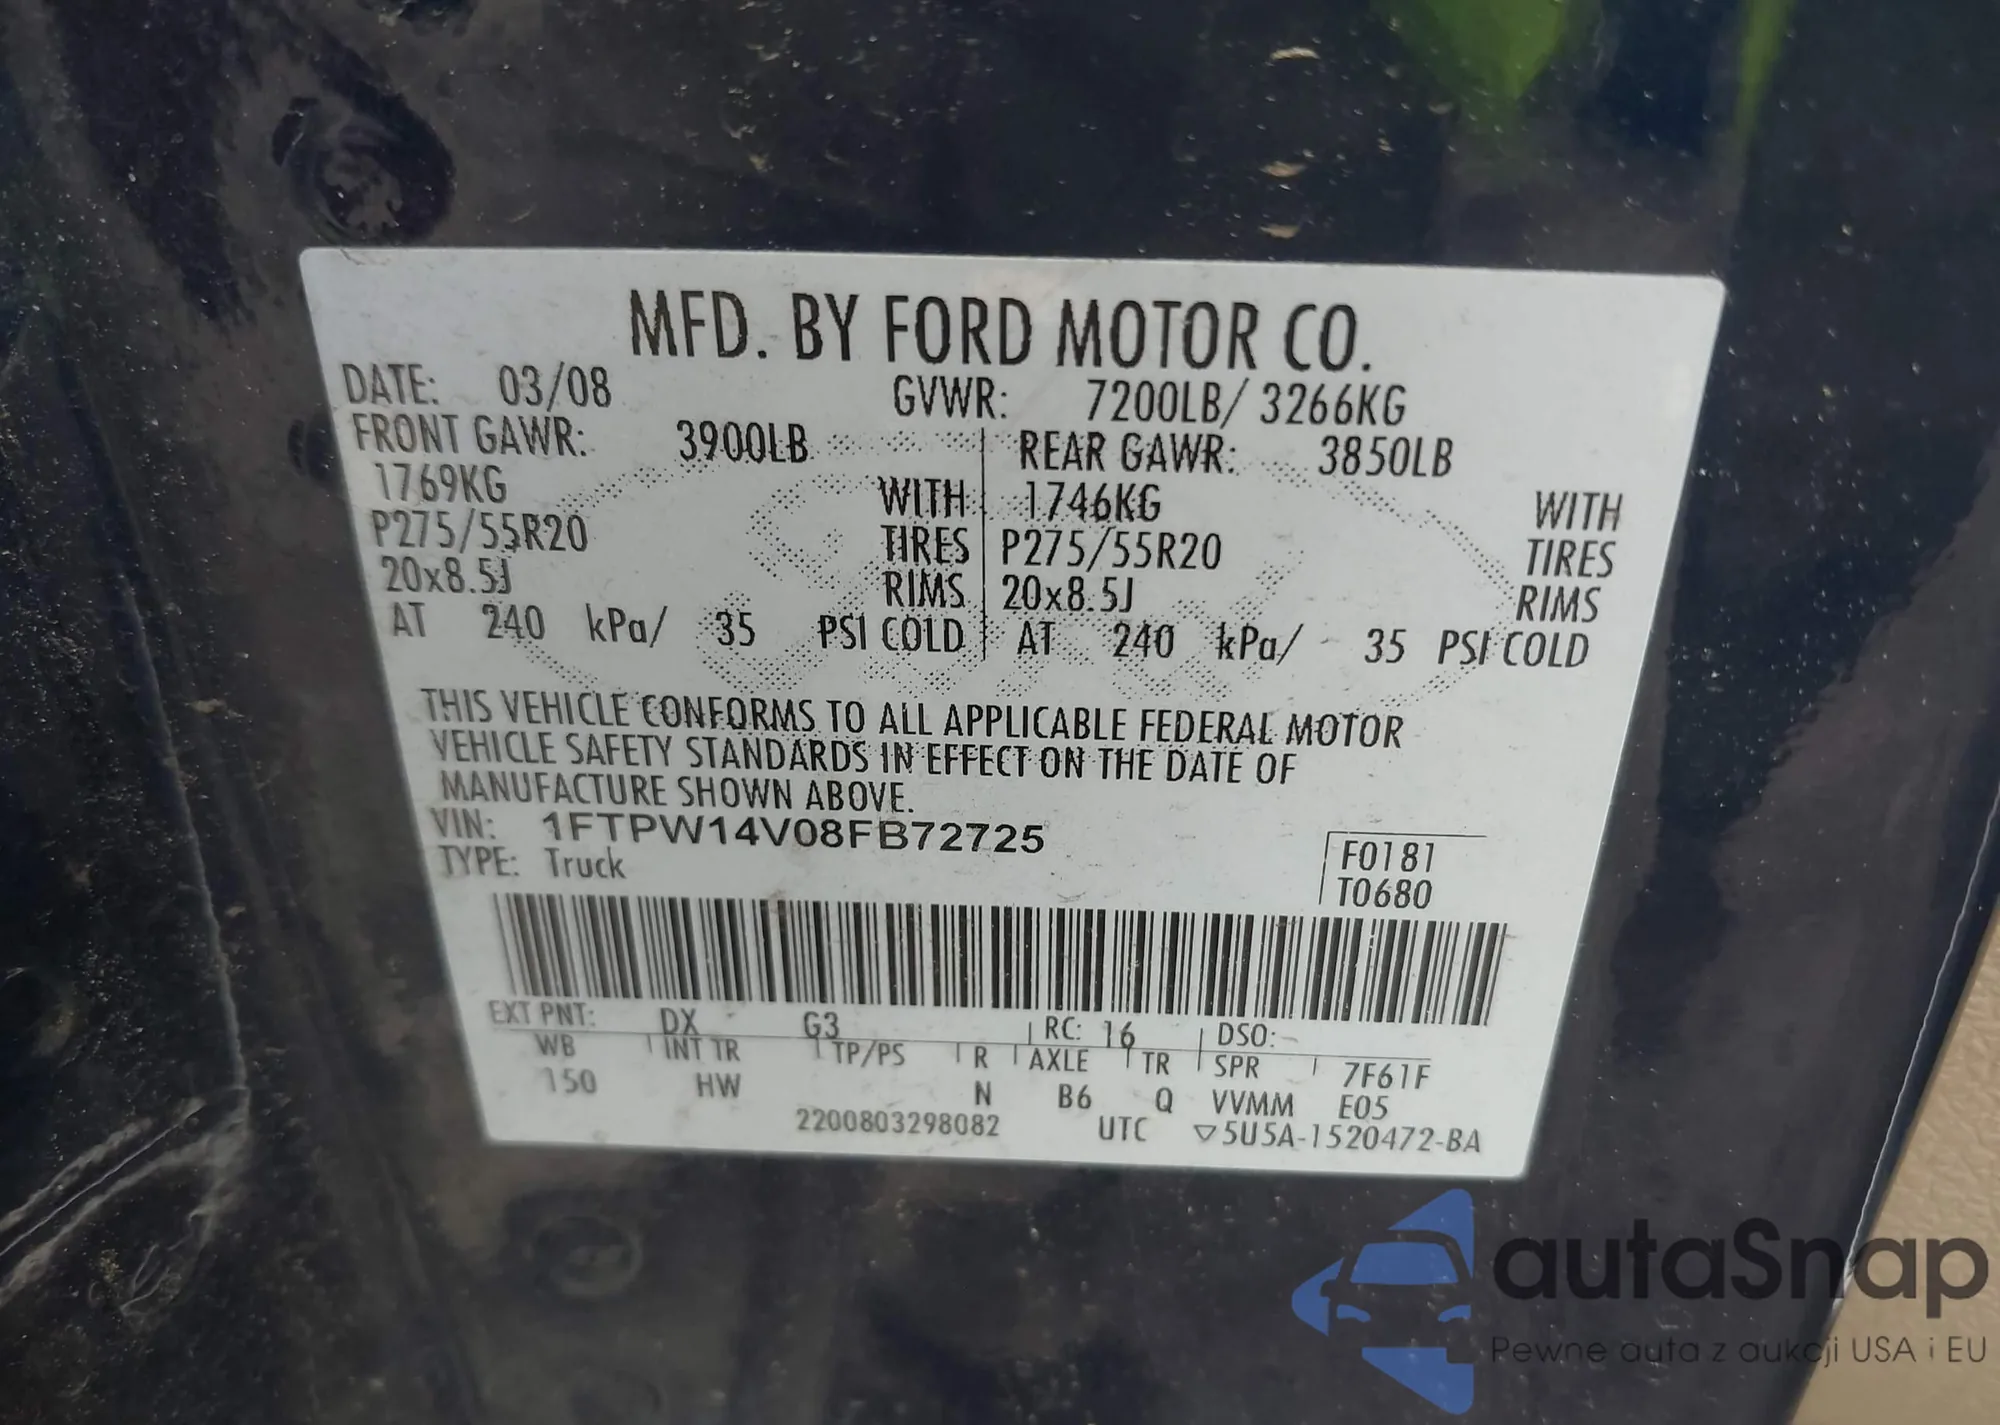 MFD. BY FORD MOTOR CO.
DATE: 03/08 GVWR: 7200LB/ 3266KG
FRONT GAWR: 3900LB REAR GAWR: 3850LB
1769KG WITH 1746KG WITH
P275/55R20 TIRES P275/55R20 TIRES
20x8.5J RIMS 20x8.5J RIMS
AT 240 kPa/ 35 PSI COLD AT 240 kPa/ 35 PSI COLD
THIS VEHICLE CONFORMS TO ALL APPLICABLE FEDERAL MOTOR
VEHICLE SAFETY STANDARDS IN EFFECT ON THE DATE OF
MANUFACTURE SHOWN ABOVE.
VIN: 1FTPW14V08FB72725
TYPE: Truck
F0181
T0680
EXT PNT: DX G3 RC: 16 DSO: -
WB INT TR TP/PS R AXLE TR SPR 7F61F
150 HW N B6 Q VVMM E05
2200803298082 UTC ▽5U5A-1520472-BA
autaSnap
Pewne auta z aukcji USA i EU